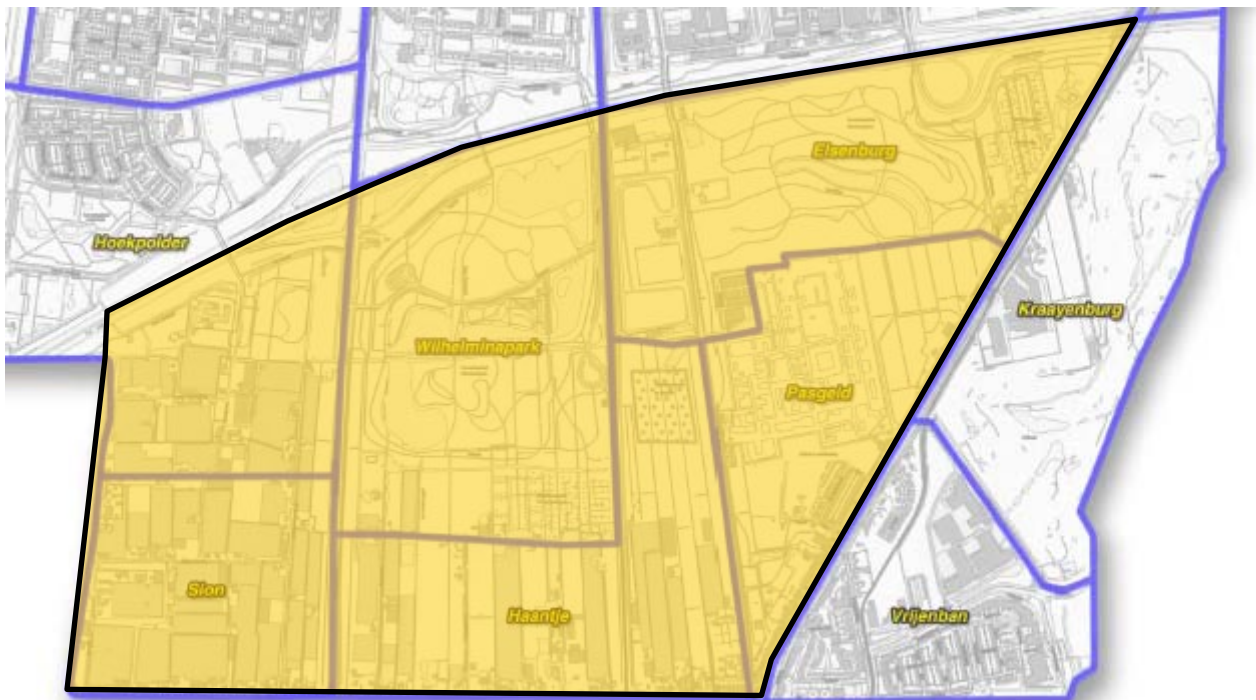 Elsenburg
Hoekpolder
Kraayenburg
Wilhelminapark
Pasgeld
Sion
Haantje
Vrijenban